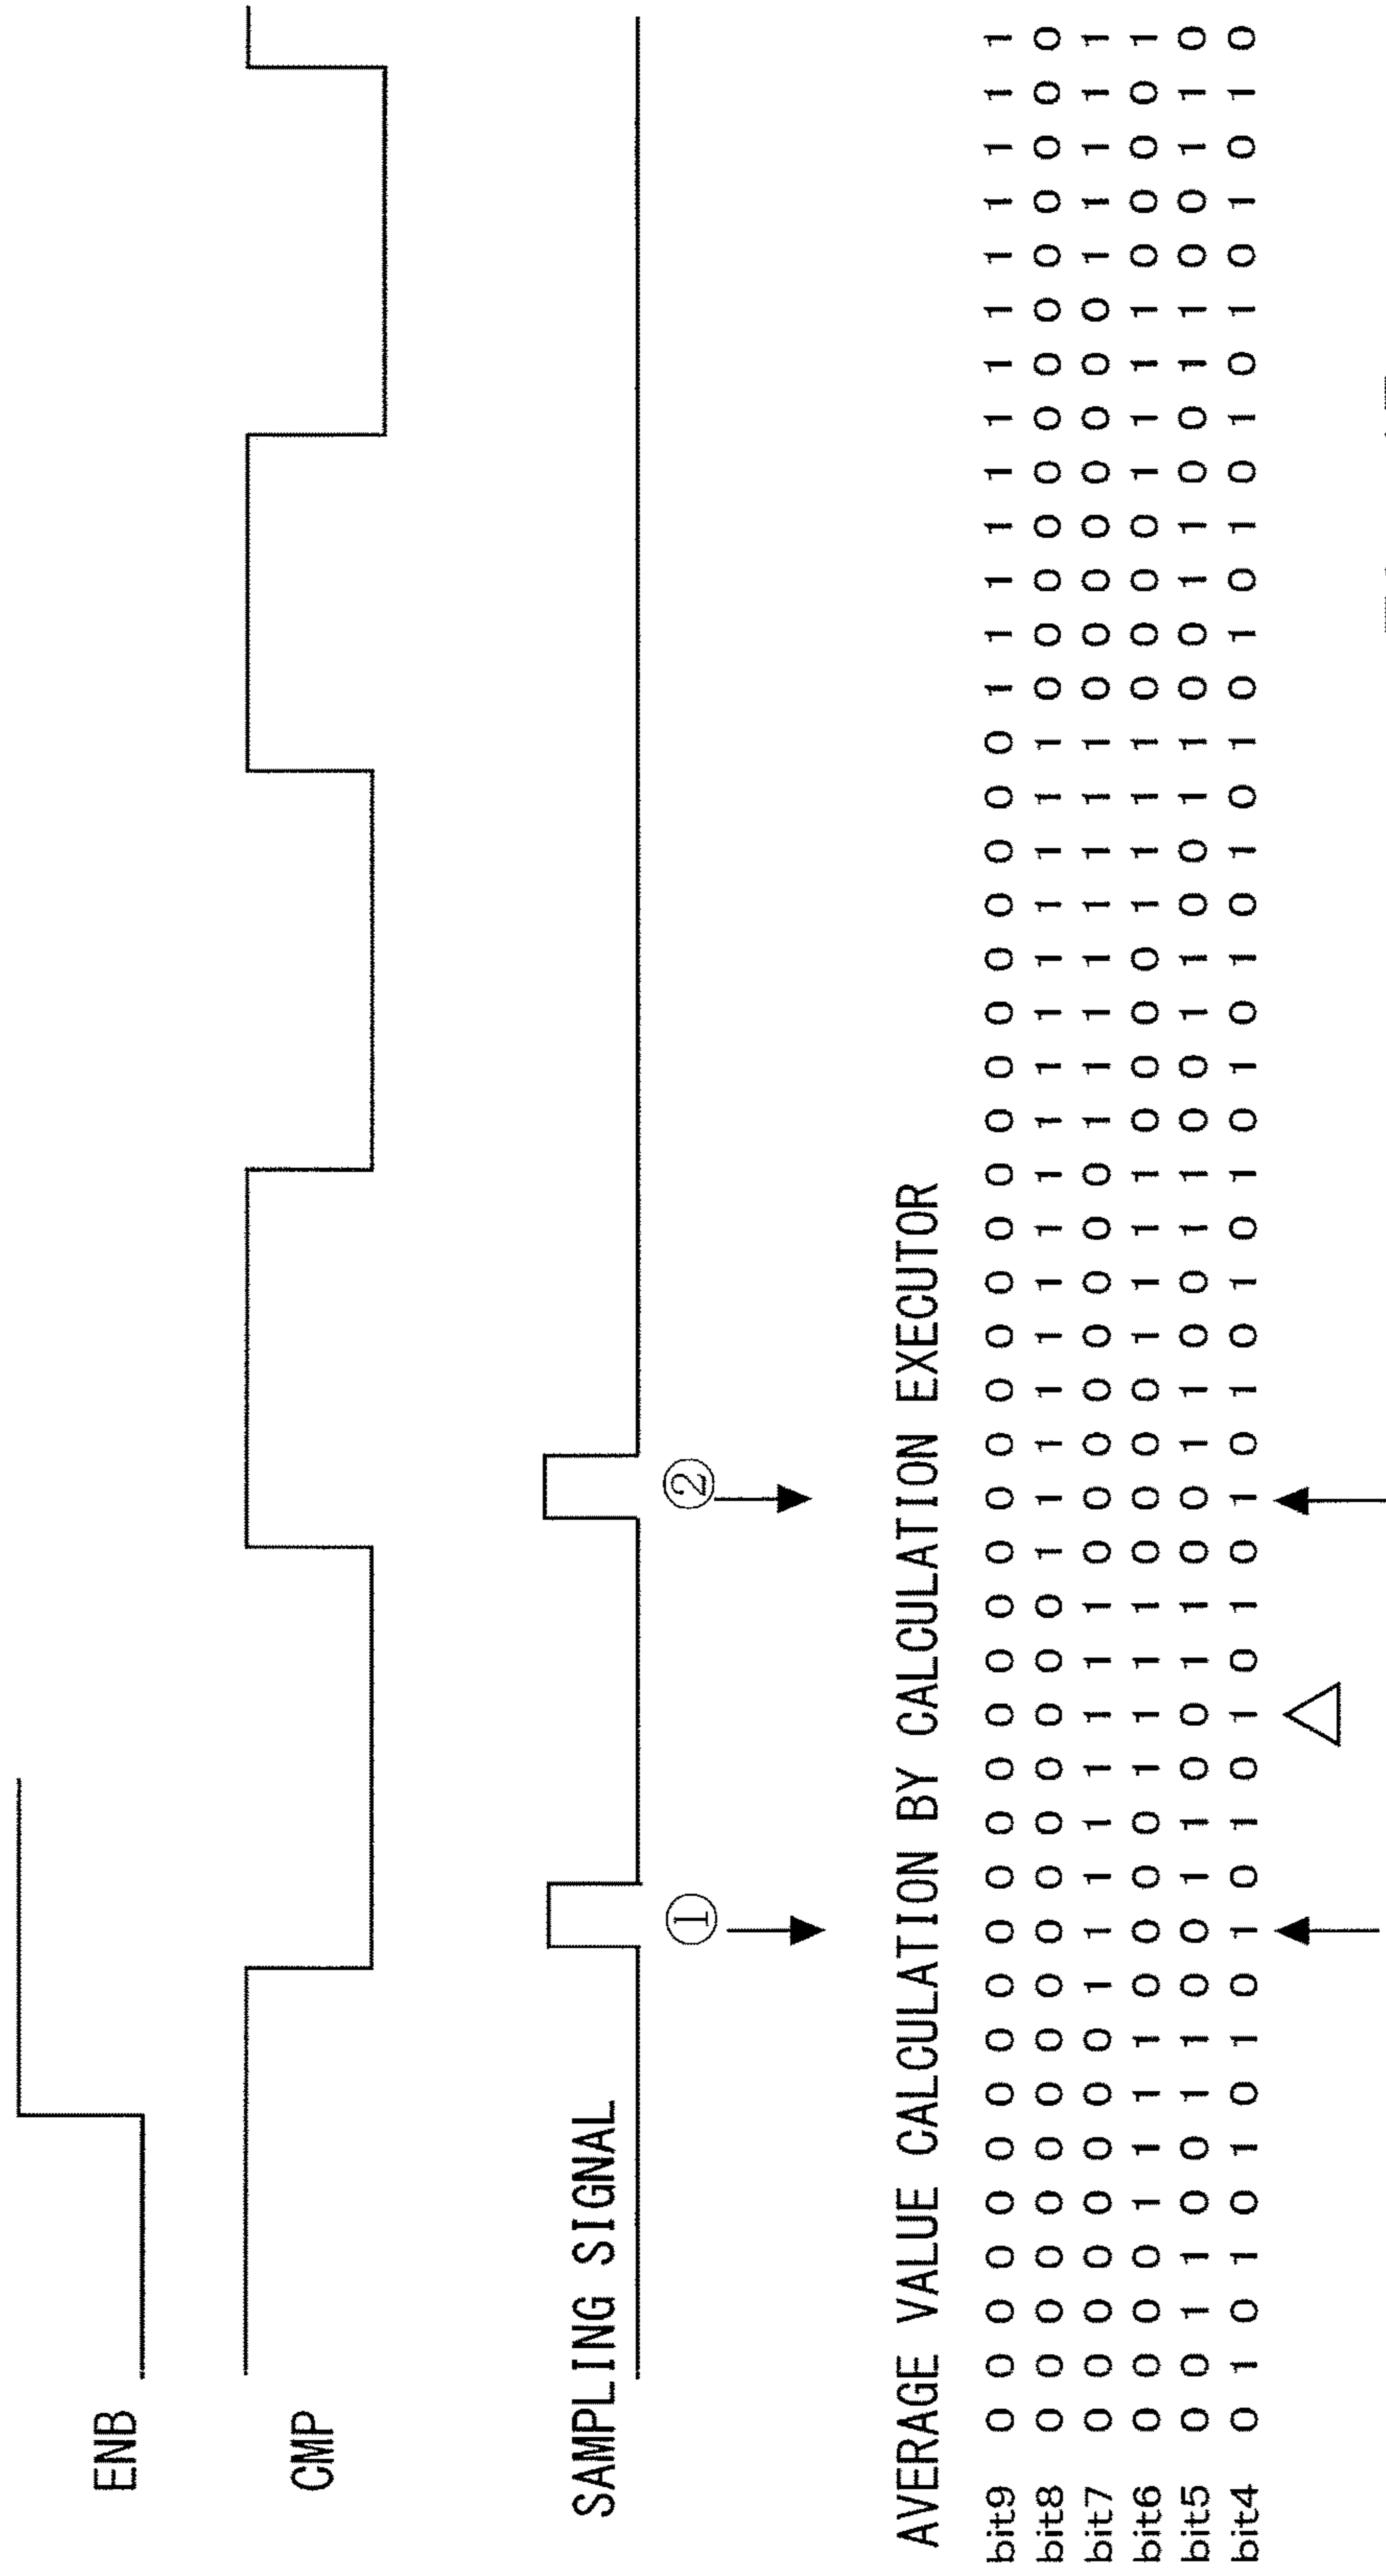 ENB
CMP
SAMPLING SIGNAL
① ②
AVERAGE VALUE CALCULATION BY CALCULATION EXECUTOR
bit9 0 0 0 0 0 0 0 0 0 0 0 0 0 0 0 0 0 0 0 0 0 0 0 0 0 0 0 0 0 0 0 0 1 1 1 1 1 1 1 1 1 1 1 1 1
bit8 0 0 0 0 0 0 0 0 0 0 0 0 0 0 0 0 1 1 1 1 1 1 1 1 1 1 1 1 1 1 1 1 0 0 0 0 0 0 0 0 0 0 0 0 0
bit7 0 0 0 0 0 0 0 0 1 1 1 1 1 1 1 1 0 0 0 0 0 0 0 0 1 1 1 1 1 1 1 1 0 0 0 0 0 0 0 0 1 1 1 1 1
bit6 0 0 0 0 1 1 1 1 0 0 0 0 1 1 1 1 0 0 0 0 1 1 1 1 0 0 0 0 1 1 1 1 0 0 0 0 1 1 1 1 0 0 0 0 1
bit5 0 0 1 1 0 0 1 1 0 0 1 1 0 0 1 1 0 0 1 1 0 0 1 1 0 0 1 1 0 0 1 1 0 0 1 1 0 0 1 1 0 0 1 1 0
bit4 0 1 0 1 0 1 0 1 0 1 0 1 0 1 0 1 0 1 0 1 0 1 0 1 0 1 0 1 0 1 0 1 0 1 0 1 0 1 0 1 0 1 0 1 0